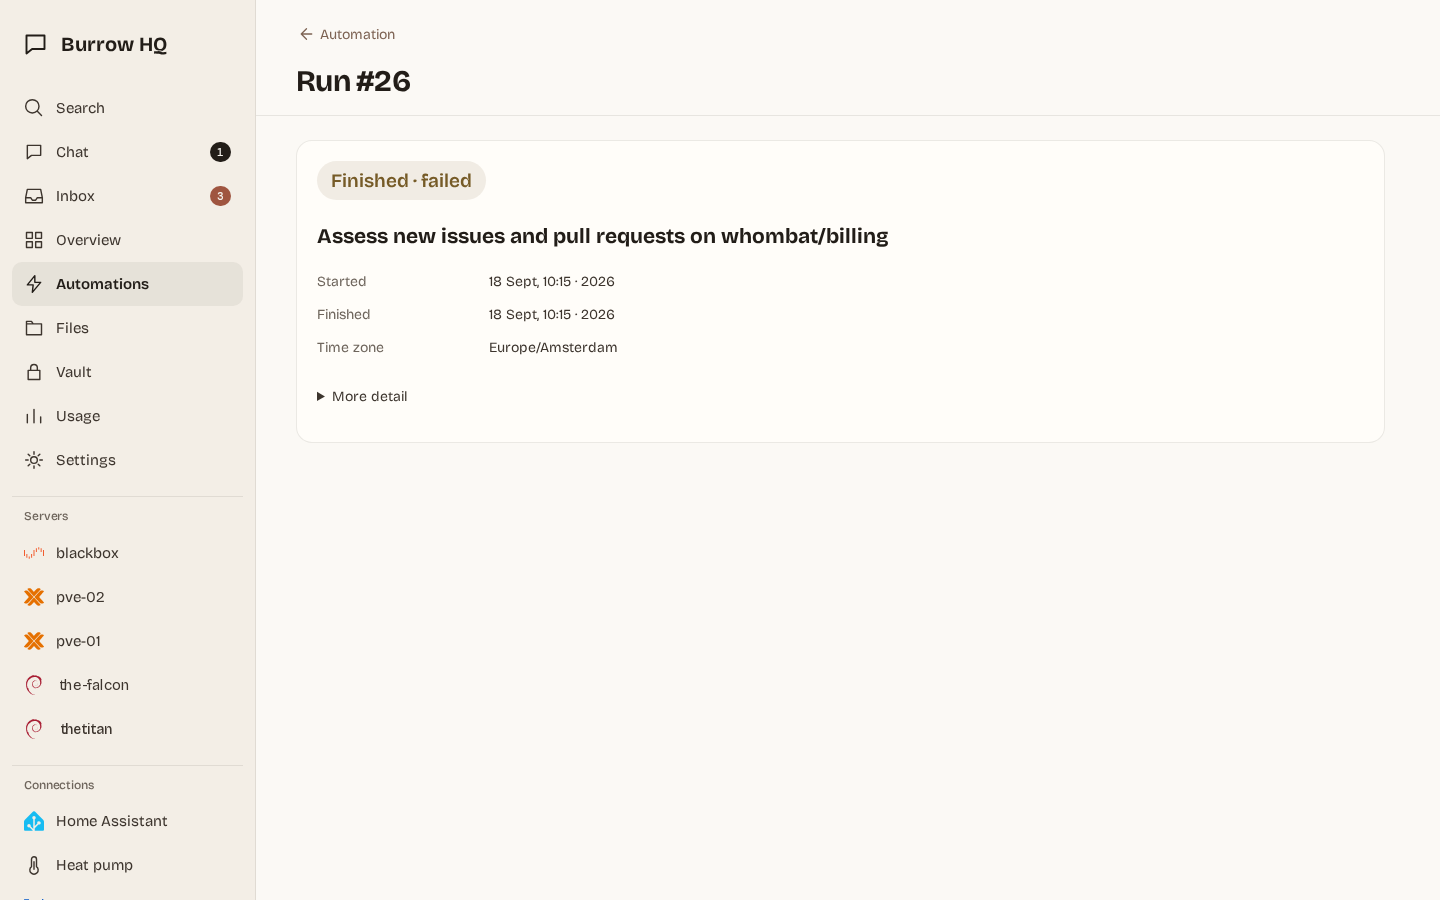 Burrow HQ
Search
Chat 1
Inbox 3
Overview
Automations
Files
Vault
Usage
Settings
Servers
blackbox
pve-02
pve-01
the-falcon
thetitan
Connections
Home Assistant
Heat pump
Automation
Run #26
Finished · failed
Assess new issues and pull requests on whombat/billing
Started 18 Sept, 10:15 · 2026
Finished 18 Sept, 10:15 · 2026
Time zone Europe/Amsterdam
More detail